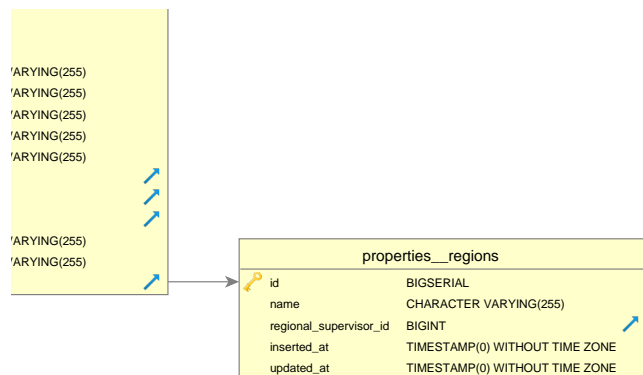 VARYING(255)
VARYING(255)
VARYING(255)
VARYING(255)
VARYING(255)
VARYING(255)
VARYING(255)
properties__regions
id BIGSERIAL
name CHARACTER VARYING(255)
regional_supervisor_id BIGINT
inserted_at TIMESTAMP(0) WITHOUT TIME ZONE
updated_at TIMESTAMP(0) WITHOUT TIME ZONE